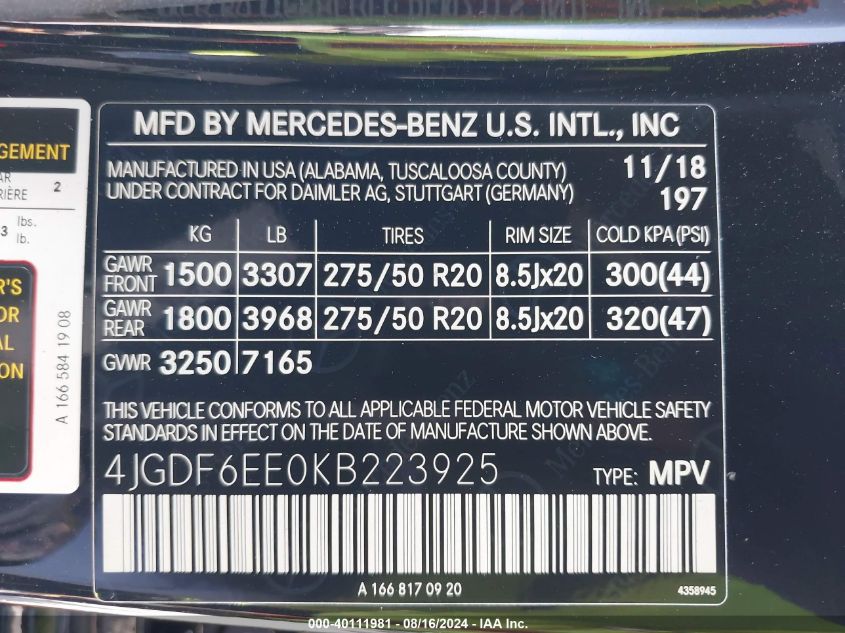 GEMENT
AR
RIÈRE 2
3 lbs.
lb.
R'S
OR
AL
ION
A 166 584 19 08
MFD BY MERCEDES-BENZ U.S. INTL., INC
MANUFACTURED IN USA (ALABAMA, TUSCALOOSA COUNTY) 11/18
UNDER CONTRACT FOR DAIMLER AG, STUTTGART (GERMANY) 197
KG LB TIRES RIM SIZE COLD KPA (PSI)
GAWR FRONT 1500 3307 275/50 R20 8.5Jx20 300(44)
GAWR REAR 1800 3968 275/50 R20 8.5Jx20 320(47)
GVWR 3250 7165
THIS VEHICLE CONFORMS TO ALL APPLICABLE FEDERAL MOTOR VEHICLE SAFETY
STANDARDS IN EFFECT ON THE DATE OF MANUFACTURE SHOWN ABOVE.
4JGDF6EE0KB223925 TYPE: MPV
A 166 817 09 20 4358945
000-40111981 - 08/16/2024 - IAA Inc.